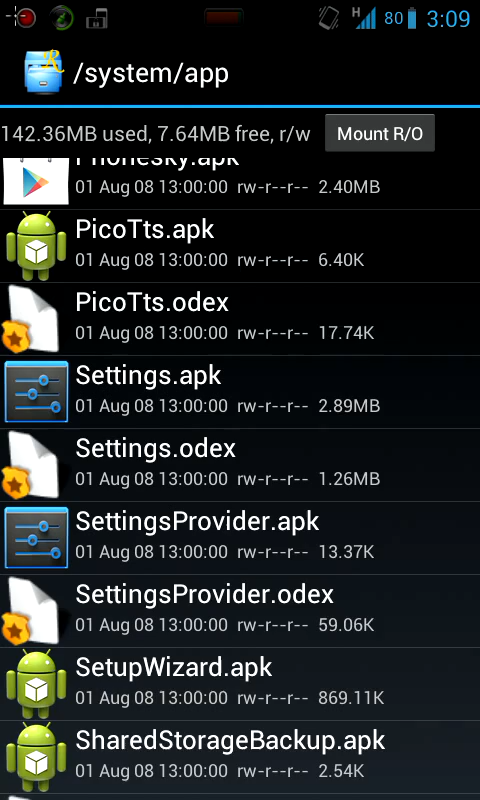 H 80 3:09
R /system/app
142.36MB used, 7.64MB free, r/w Mount R/O
Phonesky.apk
01 Aug 08 13:00:00 rw-r--r-- 2.40MB
PicoTts.apk
01 Aug 08 13:00:00 rw-r--r-- 6.40K
PicoTts.odex
01 Aug 08 13:00:00 rw-r--r-- 17.74K
Settings.apk
01 Aug 08 13:00:00 rw-r--r-- 2.89MB
Settings.odex
01 Aug 08 13:00:00 rw-r--r-- 1.26MB
SettingsProvider.apk
01 Aug 08 13:00:00 rw-r--r-- 13.37K
SettingsProvider.odex
01 Aug 08 13:00:00 rw-r--r-- 59.06K
SetupWizard.apk
01 Aug 08 13:00:00 rw-r--r-- 869.11K
SharedStorageBackup.apk
01 Aug 08 13:00:00 rw-r--r-- 2.54K